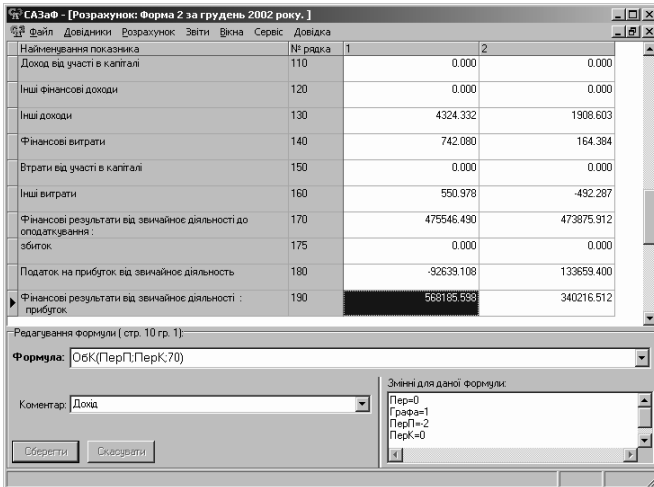 САЗаФ - [Розрахунок: Форма 2 за грудень 2002 року. ]
Файл Довідники Розрахунок Звіти Вікна Сервіс Довідка
Найменування показника № рядка 1 2
Доход від участі в капіталі 110 0.000 0.000
Інші фінансові доходи 120 0.000 0.000
Інші доходи 130 4324.332 1908.603
Фінансові витрати 140 742.080 164.384
Втрати від участі в капіталі 150 0.000 0.000
Інші витрати 160 550.978 -492.287
Фінансові результати від звичайноє діяльності до оподаткування : 170 475546.490 473875.912
збиток 175 0.000 0.000
Податок на прибуток від звичайноє діяльность 180 -92639.108 133659.400
Фінансові результати від звичайноє діяльності : прибуток 190 568185.598 340216.512
Редагування формули ( стр. 10 гр. 1):
Формула: ОбК(ПерП;ПерК;70)
Коментар: Дохід
Зберегти Скасувати
Змінні для даної формули:
Пер=0
Графа=1
ПерП=-2
ПерК=0